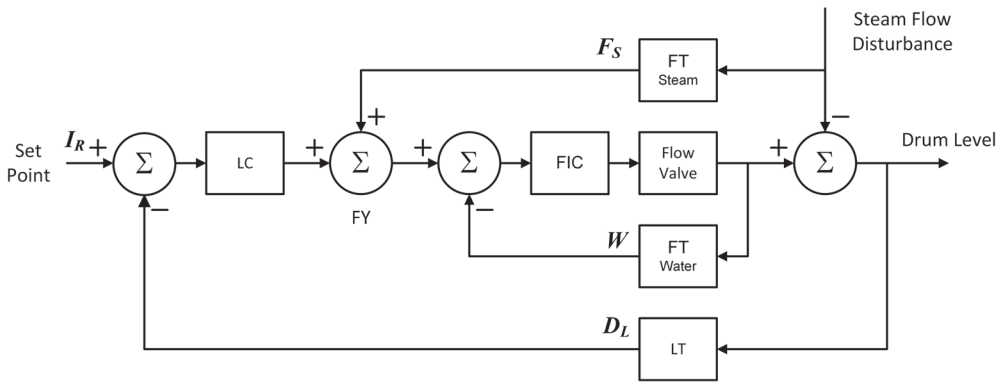 Steam Flow
Disturbance
F_S
FT
Steam
+
−
I_R
+
Set
Point
Σ
LC
+
Σ
FY
+
Σ
−
FIC
Flow
Valve
+
Σ
Drum Level
−
W
FT
Water
D_L
LT